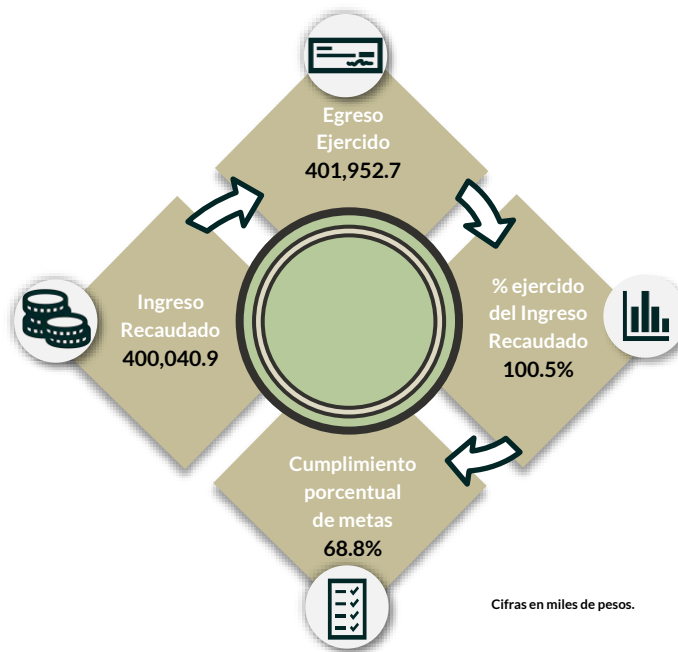 Egreso
Ejercido
401,952.7
Ingreso
Recaudado
400,040.9
% ejercido
del Ingreso
Recaudado
100.5%
Cumplimiento
porcentual
de metas
68.8%
Cifras en miles de pesos.